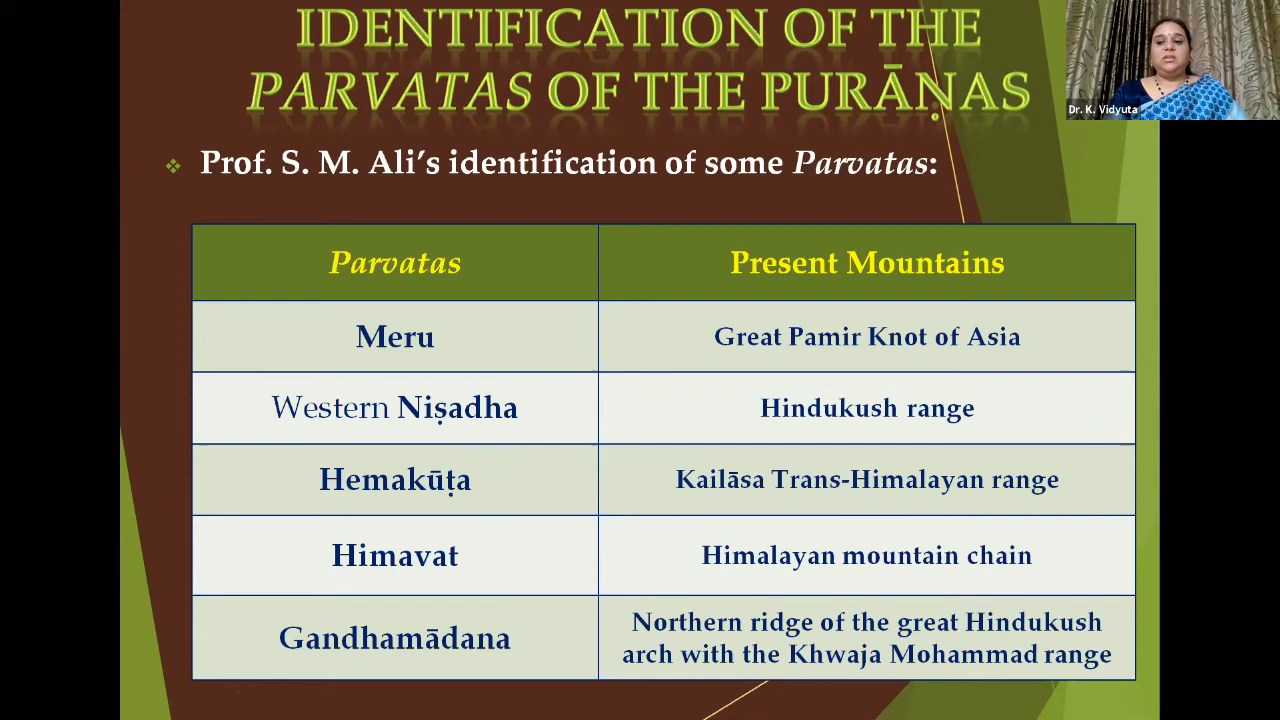 IDENTIFICATION OF THE
PARVATAS OF THE PURĀṆAS
Dr. K. Vidyuta
❖ Prof. S. M. Ali’s identification of some Parvatas:
Parvatas Present Mountains
Meru Great Pamir Knot of Asia
Western Niṣadha Hindukush range
Hemakūṭa Kailāsa Trans-Himalayan range
Himavat Himalayan mountain chain
Gandhamādana Northern ridge of the great Hindukush
arch with the Khwaja Mohammad range